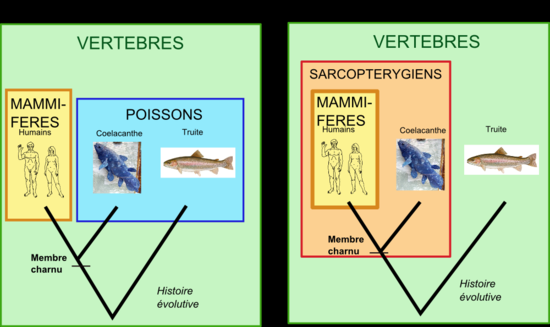 VERTEBRES
MAMMI-
FERES
Humains
POISSONS
Coelacanthe
Truite
Membre
charnu
Histoire
évolutive
VERTEBRES
SARCOPTERYGIENS
MAMMI-
FERES
Humains
Coelacanthe
Truite
Membre
charnu
Histoire
évolutive